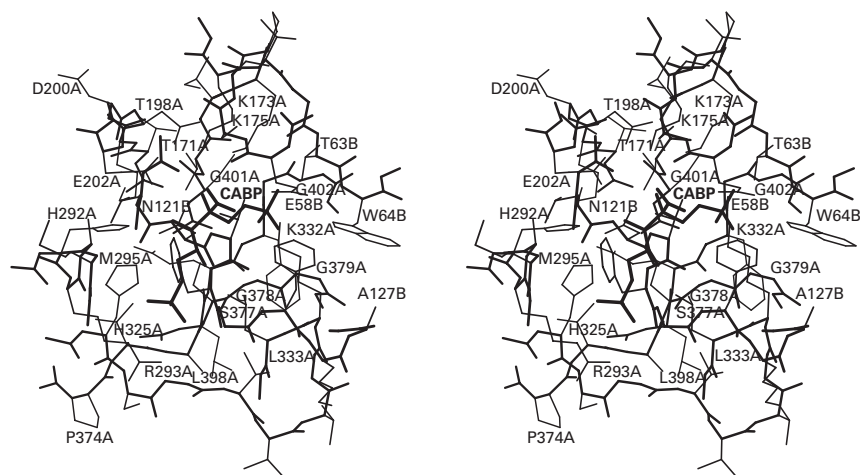 D200A
T198A
K173A
K175A
T171A
T63B
G401A
E202A
CABP
G402A
E58B
N121B
H292A
W64B
K332A
M295A
G379A
G378A
A127B
S377A
H325A
L333A
R293A
L398A
P374A
D200A
T198A
K173A
K175A
T171A
T63B
G401A
E202A
CABP
G402A
E58B
N121B
H292A
W64B
K332A
M295A
G379A
G378A
A127B
S377A
H325A
L333A
R293A
L398A
P374A